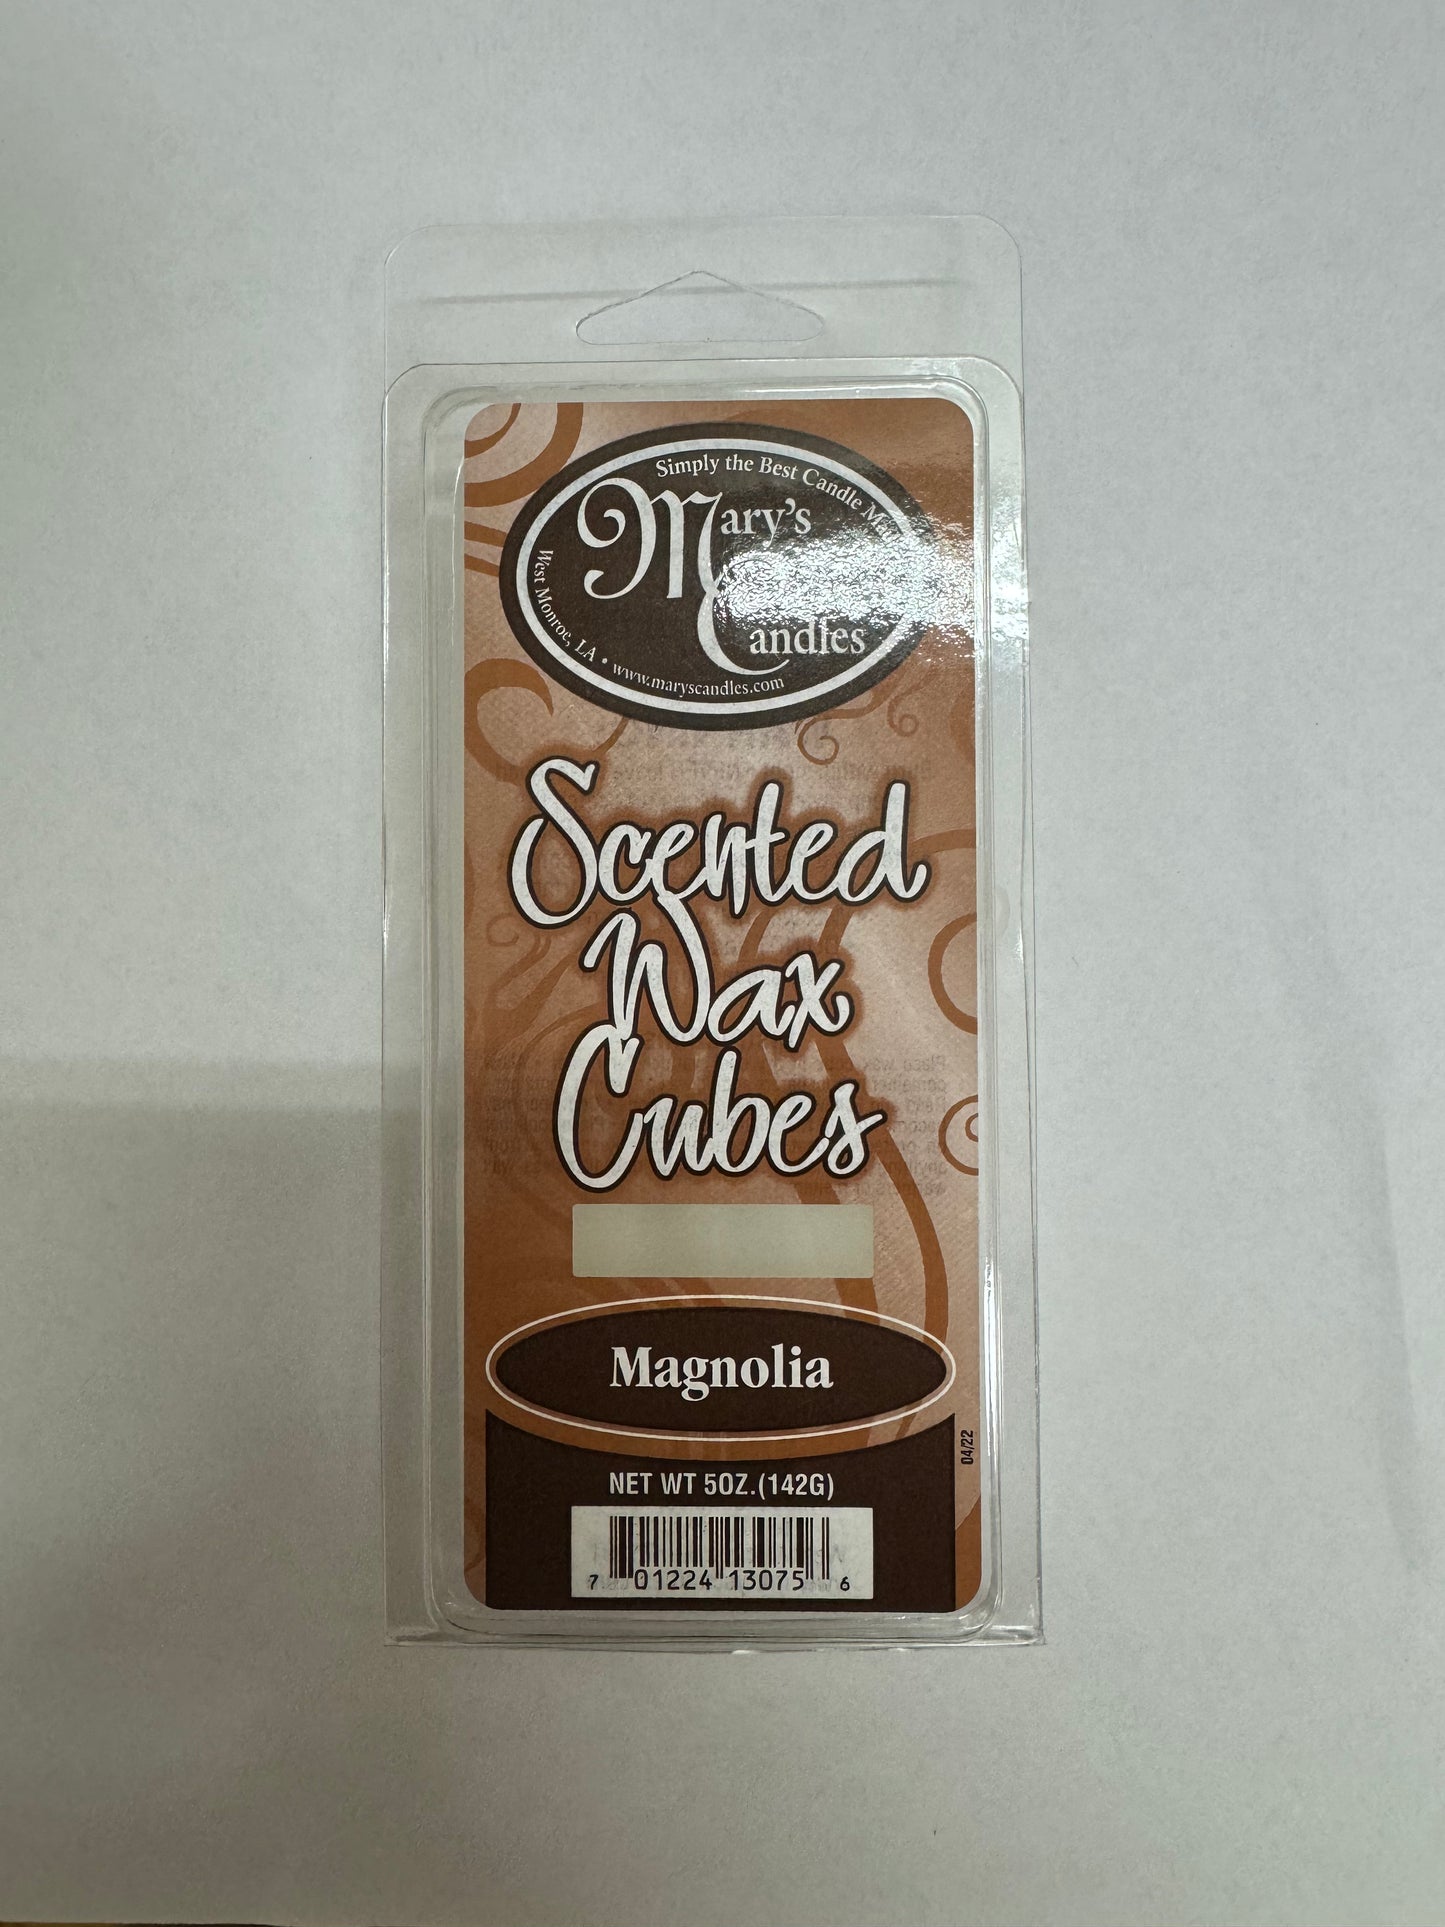 Simply the Best Candle
Mary's
Candles
West Monroe, LA • www.maryscandles.com
Scented
Wax
Cubes
Magnolia
04/22
NET WT 5OZ.(142G)
7 01224 13075 6